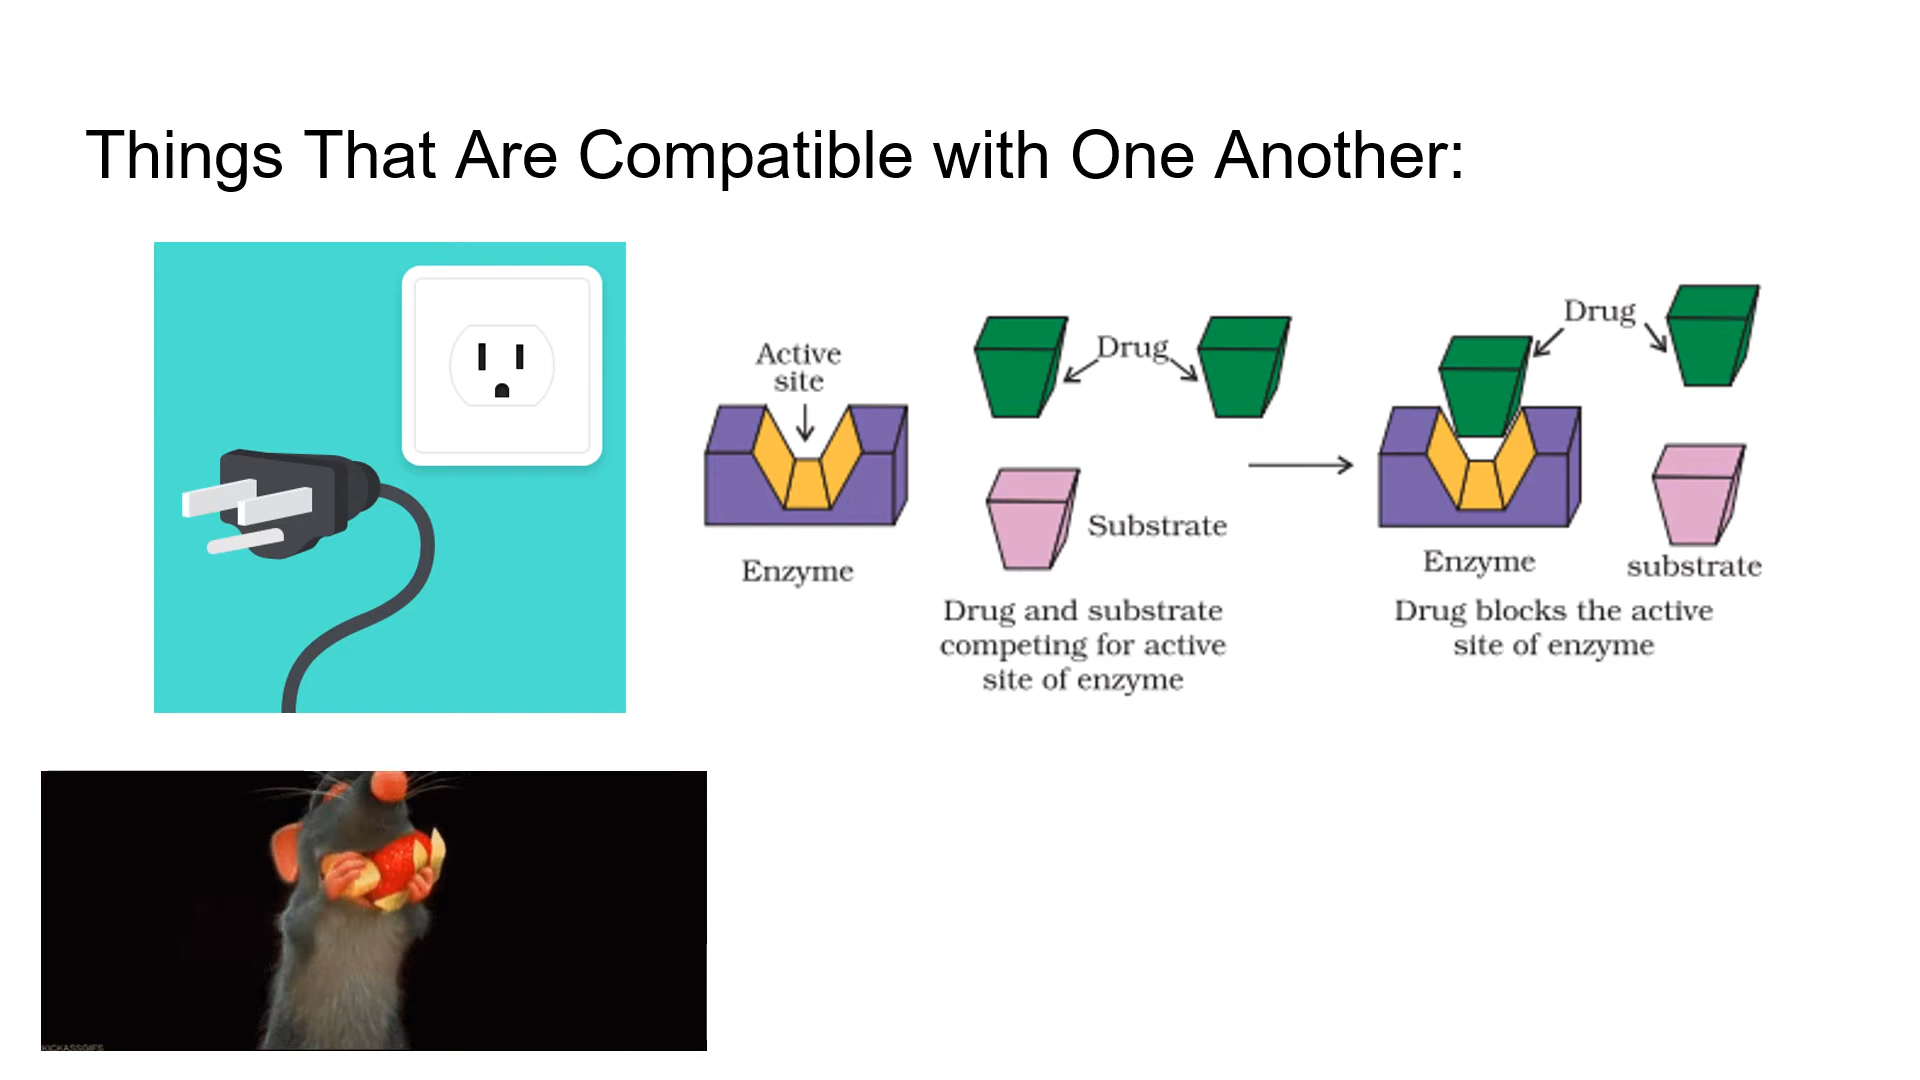 Things That Are Compatible with One Another:
Active
site
Enzyme
Drug
Substrate
Drug and substrate
competing for active
site of enzyme
Drug
Enzyme
substrate
Drug blocks the active
site of enzyme
KICKASSGIFS